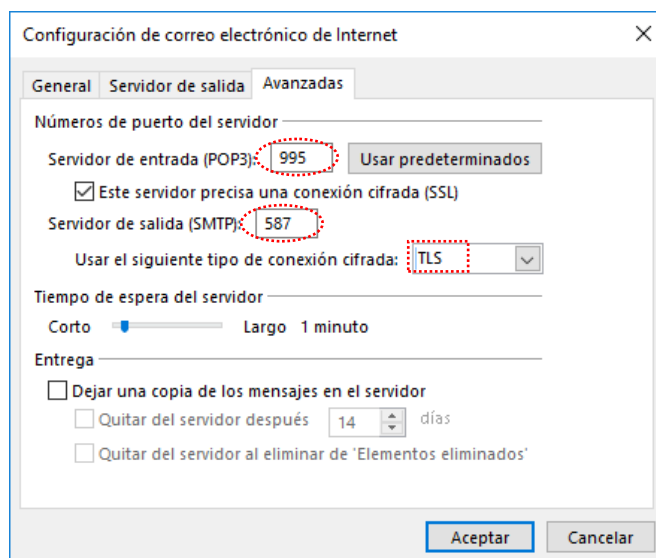 Configuración de correo electrónico de Internet
General Servidor de salida Avanzadas
Números de puerto del servidor
Servidor de entrada (POP3): 995 Usar predeterminados
Este servidor precisa una conexión cifrada (SSL)
Servidor de salida (SMTP): 587
Usar el siguiente tipo de conexión cifrada: TLS
Tiempo de espera del servidor
Corto Largo 1 minuto
Entrega
Dejar una copia de los mensajes en el servidor
Quitar del servidor después 14 días
Quitar del servidor al eliminar de 'Elementos eliminados'
Aceptar Cancelar